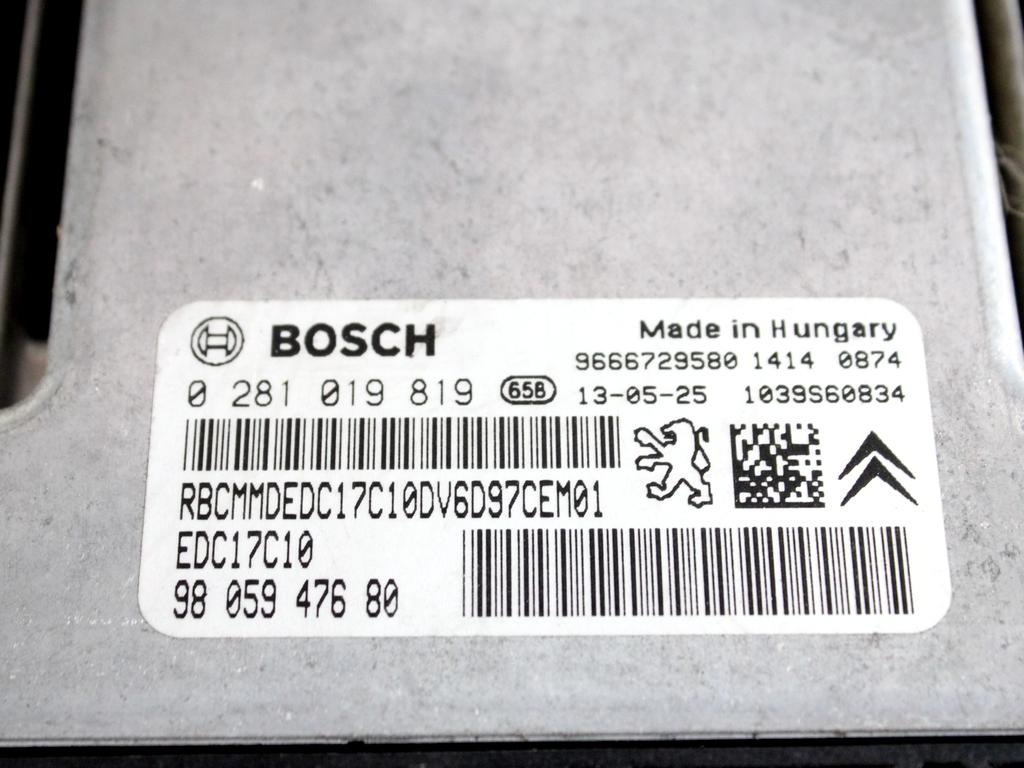 BOSCH
Made in Hungary
9666729580 1414 0874
0 281 019 819 65B 13-05-25 1039S60834
RBCMMDEDC17C10DV6D97CEM01
EDC17C10
98 059 476 80